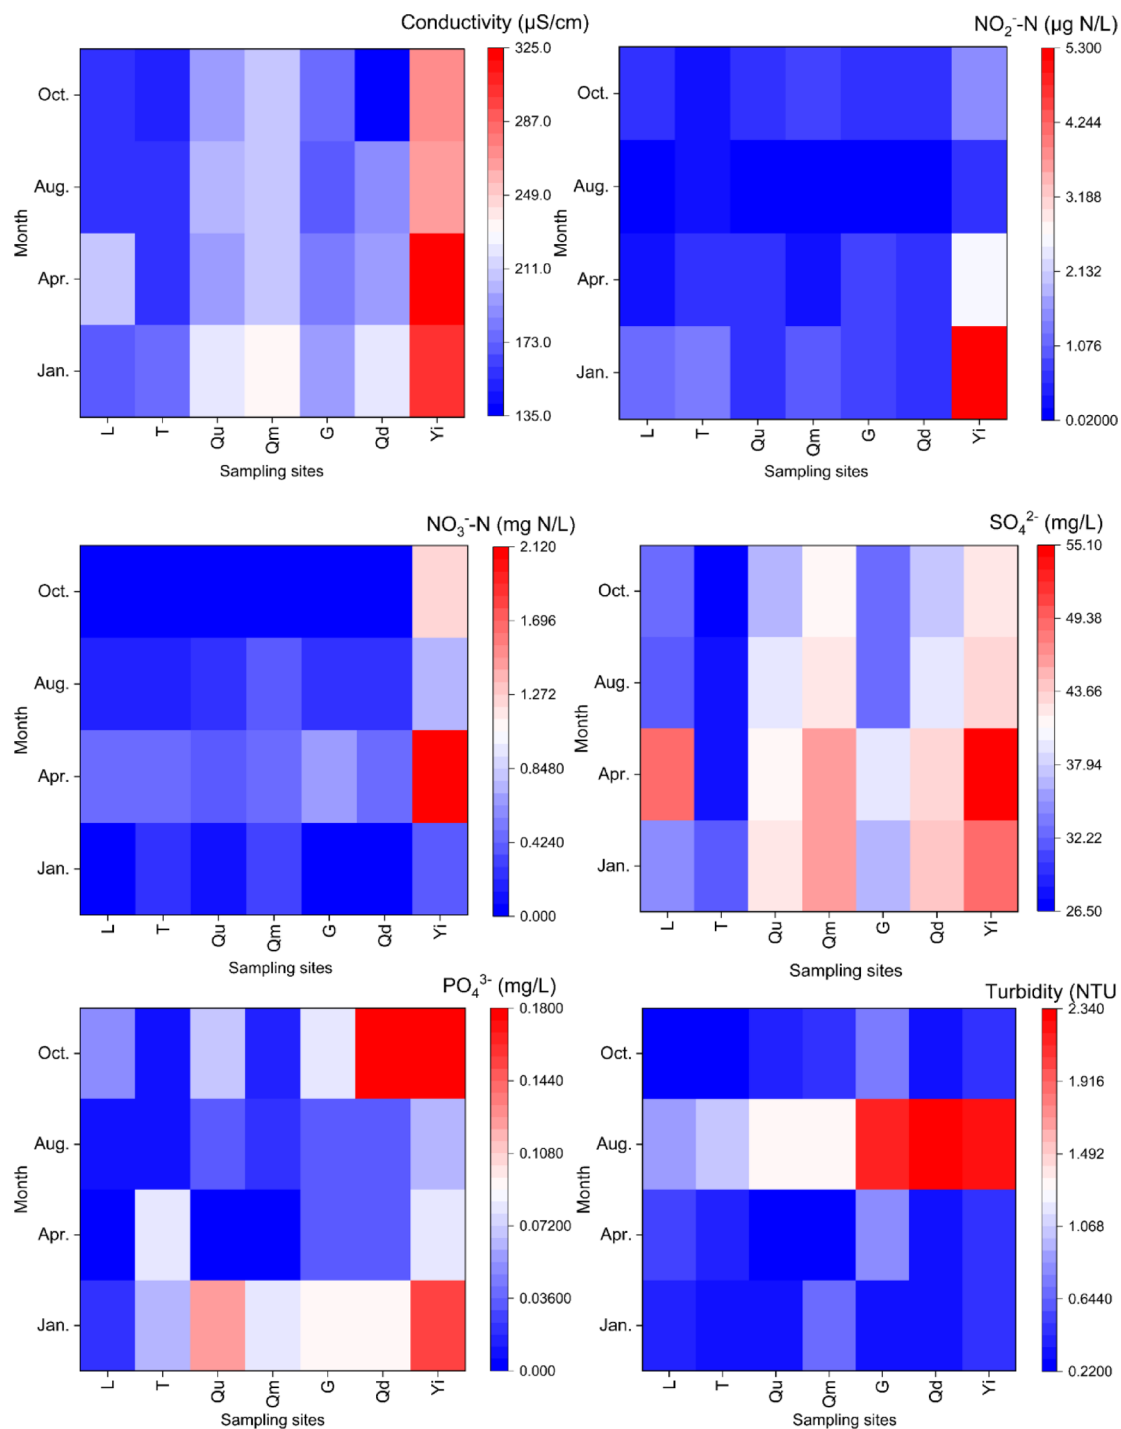 Conductivity (µS/cm)
325.0
287.0
249.0
211.0
173.0
135.0
Oct.
Aug.
Apr.
Jan.
Month
L T Qu Qm G Qd Yi
Sampling sites
NO₂⁻-N (µg N/L)
5.300
4.244
3.188
2.132
1.076
0.02000
Oct.
Aug.
Apr.
Jan.
Month
L T Qu Qm G Qd Yi
Sampling sites
NO₃⁻-N (mg N/L)
2.120
1.696
1.272
0.8480
0.4240
0.000
Oct.
Aug.
Apr.
Jan.
Month
L T Qu Qm G Qd Yi
Sampling sites
SO₄²⁻ (mg/L)
55.10
49.38
43.66
37.94
32.22
26.50
Oct.
Aug.
Apr.
Jan.
Month
L T Qu Qm G Qd Yi
Sampling sites
PO₄³⁻ (mg/L)
0.1800
0.1440
0.1080
0.07200
0.03600
0.000
Oct.
Aug.
Apr.
Jan.
Month
L T Qu Qm G Qd Yi
Sampling sites
Turbidity (NTU
2.340
1.916
1.492
1.068
0.6440
0.2200
Oct.
Aug.
Apr.
Jan.
Month
L T Qu Qm G Qd Yi
Sampling sites